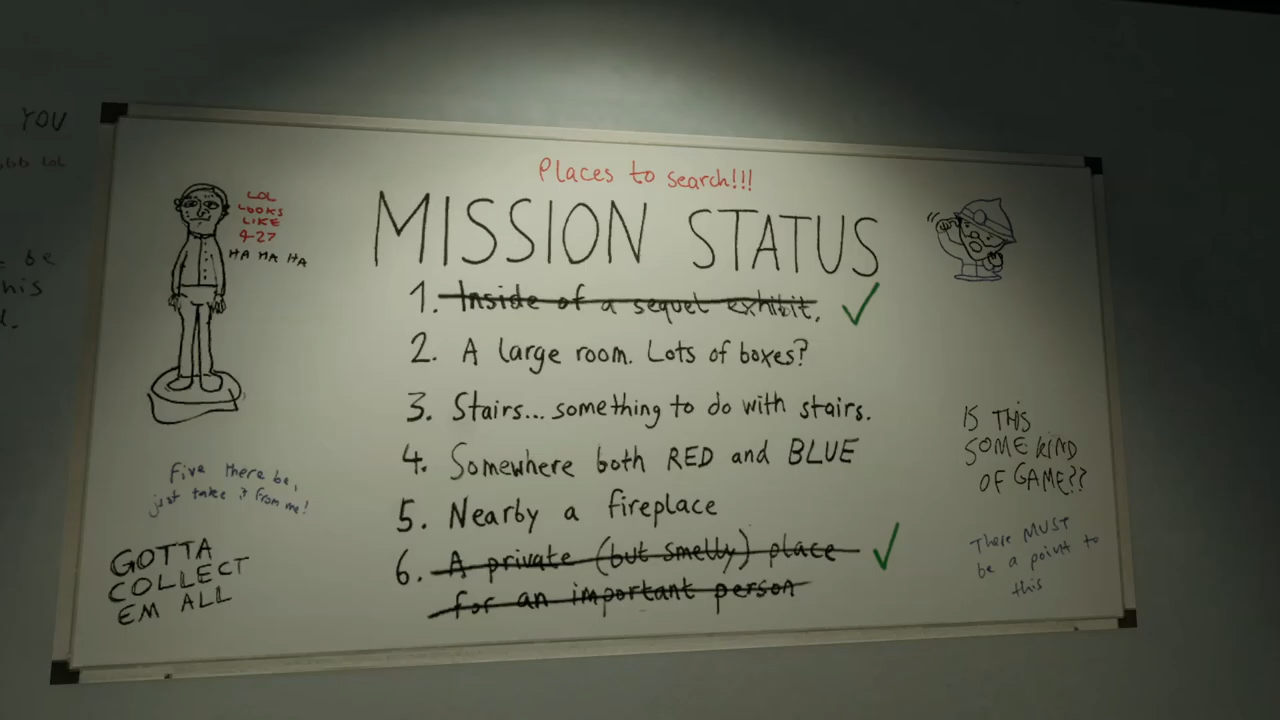 YOU
lol
be
his
Places to search!!!
MISSION STATUS
1. Inside of a sequel exhibit.
2. A large room. Lots of boxes?
3. Stairs... something to do with stairs.
4. Somewhere both RED and BLUE
5. Nearby a fireplace
6. A private (but smelly) place
for an important person
LOL
LOOKS
LIKE
427
HA HA HA
Five there be,
just take it from me!
GOTTA
COLLECT
EM ALL
IS THIS
SOME KIND
OF GAME??
There MUST
be a point to
this